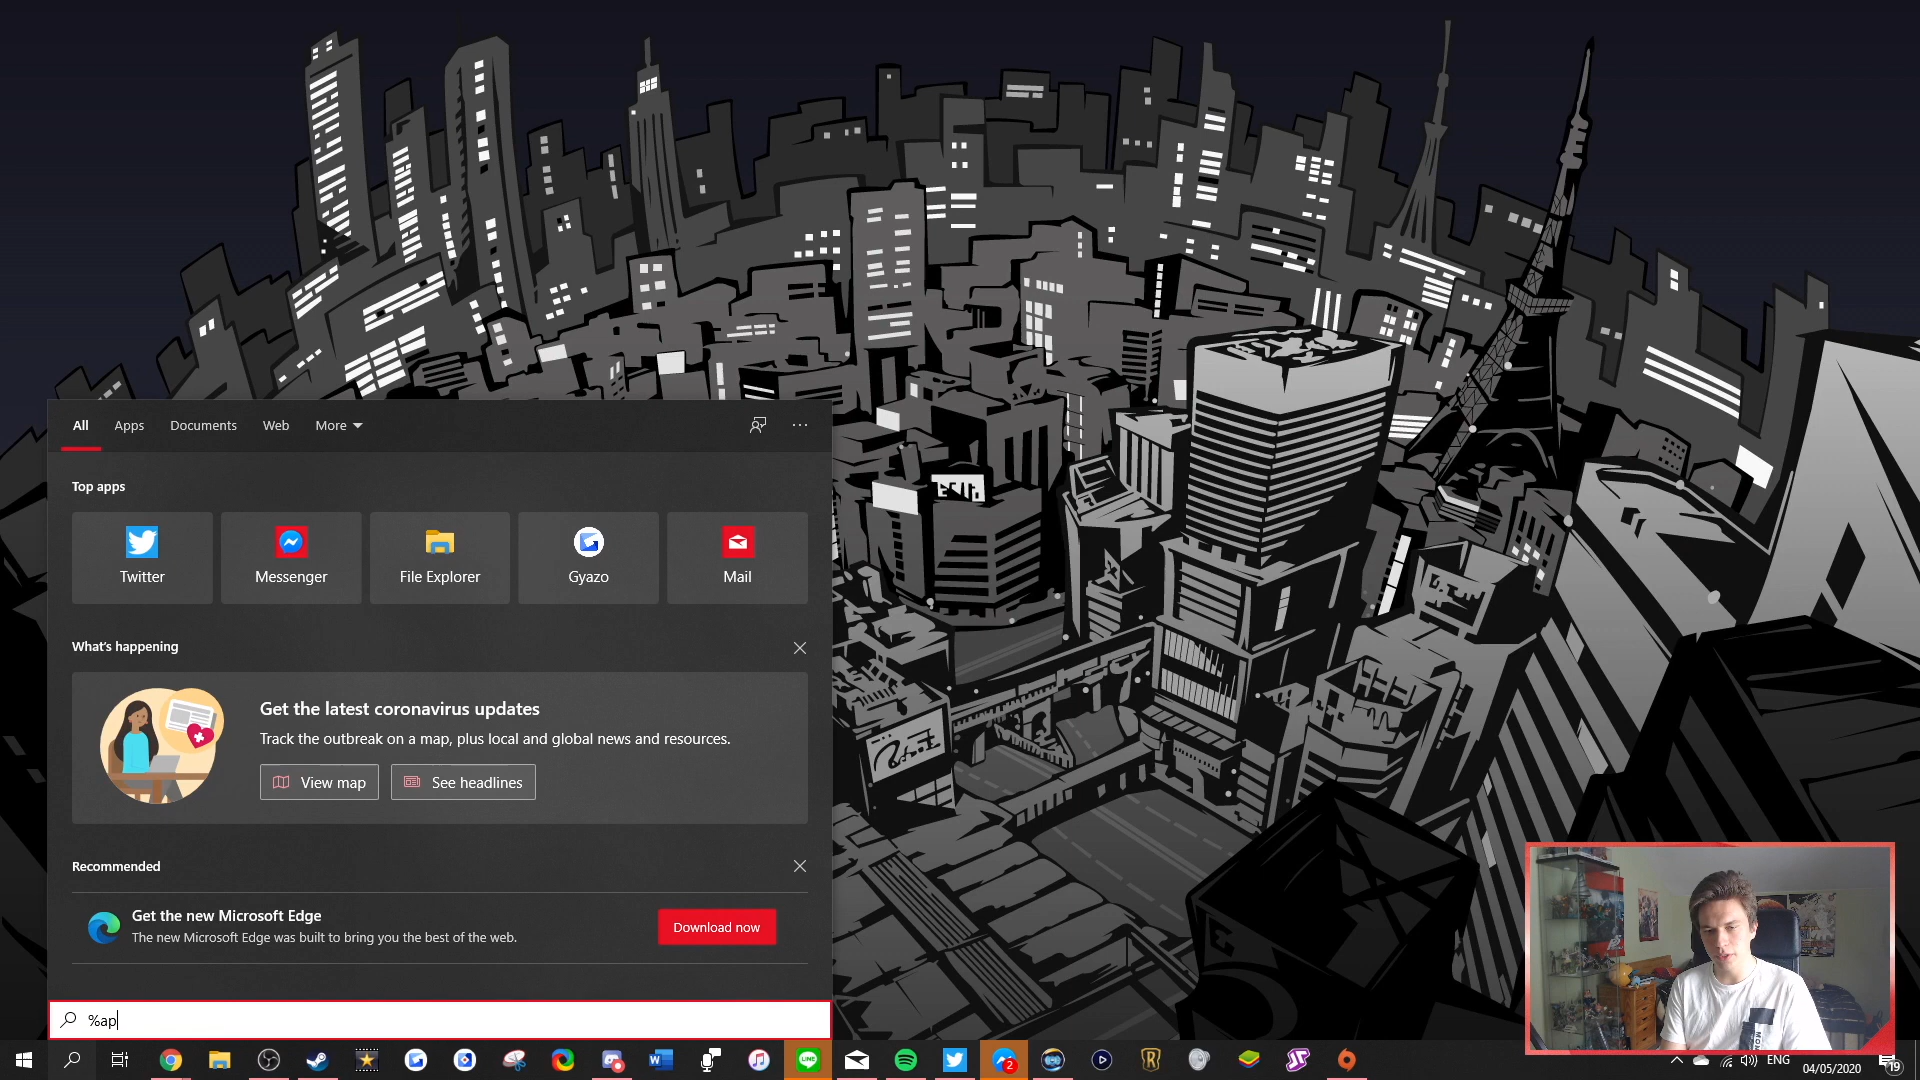 All
Apps
Documents
Web
More
Top apps
Twitter
Messenger
File Explorer
Gyazo
Mail
What's happening
Get the latest coronavirus updates
Track the outbreak on a map, plus local and global news and resources.
View map
See headlines
Recommended
Get the new Microsoft Edge
The new Microsoft Edge was built to bring you the best of the web.
Download now
%ap
LINE
2
ENG
04/05/2020
19